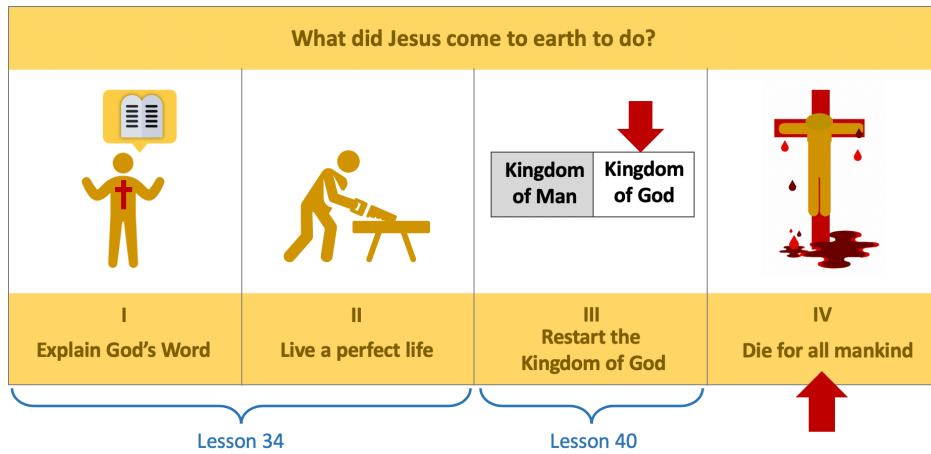 What did Jesus come to earth to do?
Kingdom
of Man
Kingdom
of God
I
Explain God’s Word
II
Live a perfect life
III
Restart the
Kingdom of God
IV
Die for all mankind
Lesson 34
Lesson 40